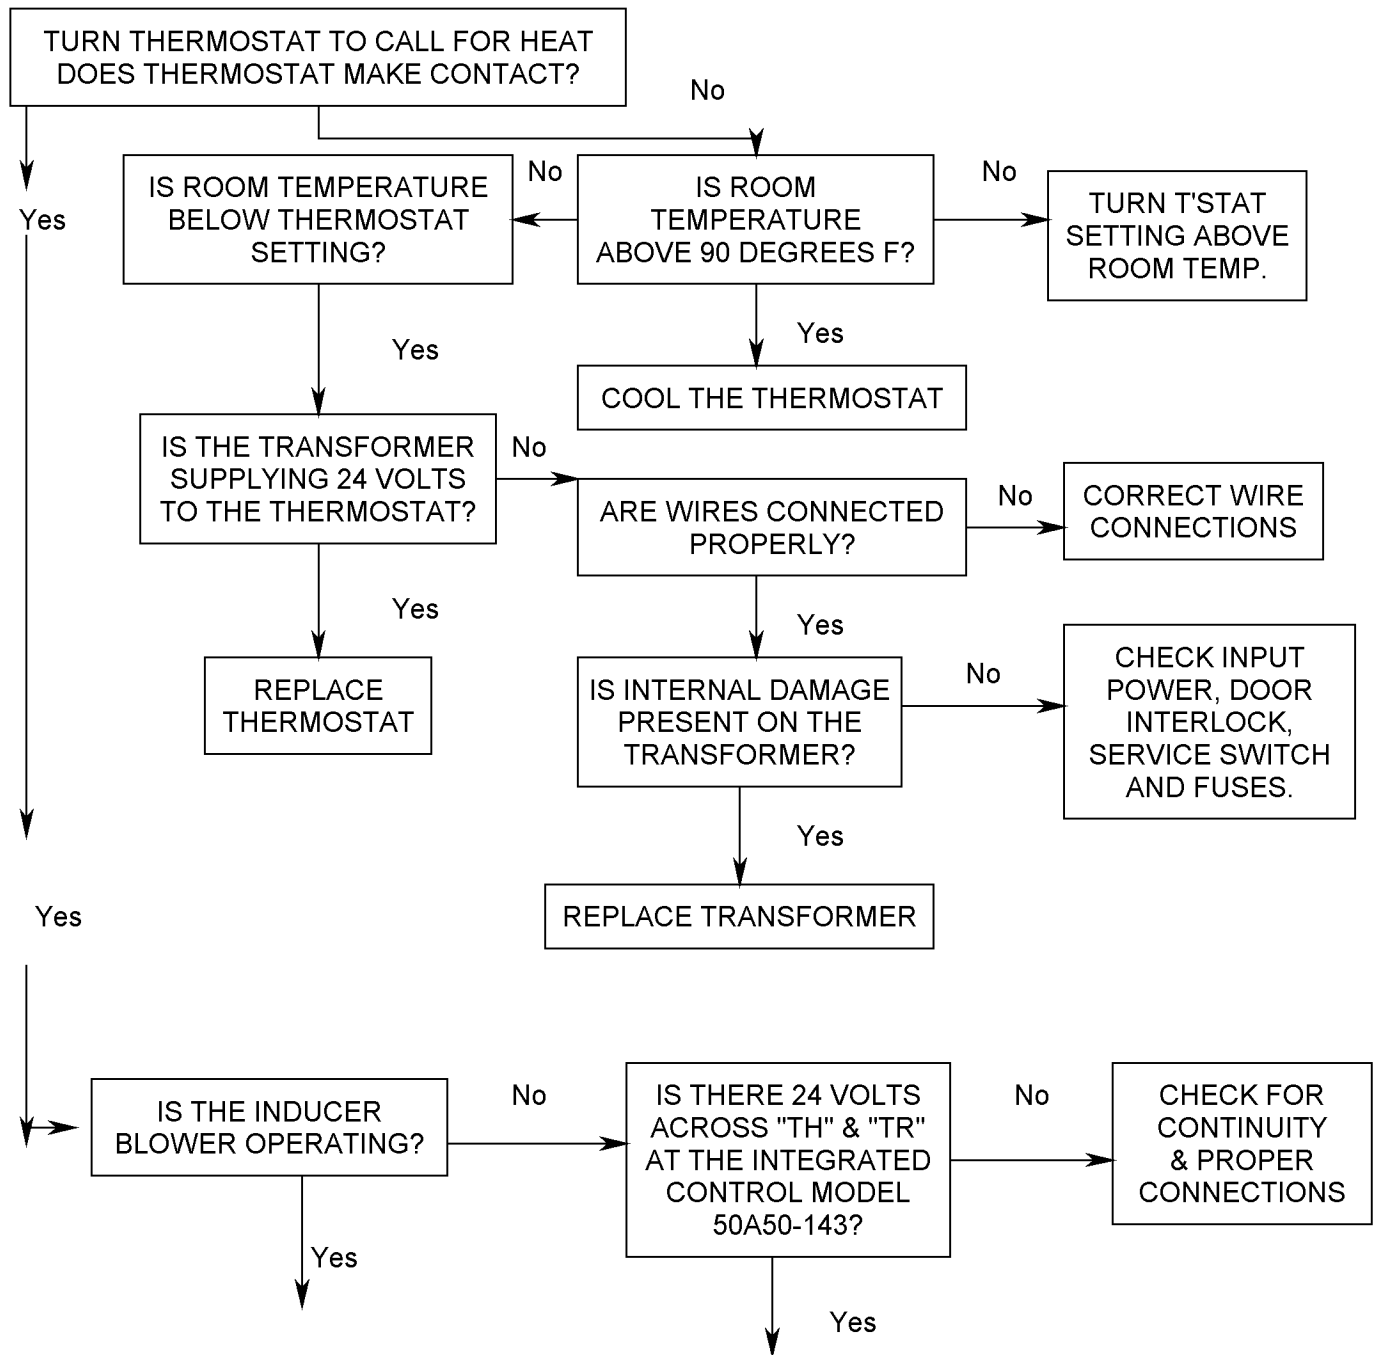 TURN THERMOSTAT TO CALL FOR HEAT
DOES THERMOSTAT MAKE CONTACT?
No
Yes
IS ROOM TEMPERATURE
BELOW THERMOSTAT
SETTING?
No
IS ROOM
TEMPERATURE
ABOVE 90 DEGREES F?
No
TURN T'STAT
SETTING ABOVE
ROOM TEMP.
Yes
Yes
COOL THE THERMOSTAT
IS THE TRANSFORMER
SUPPLYING 24 VOLTS
TO THE THERMOSTAT?
No
ARE WIRES CONNECTED
PROPERLY?
No
CORRECT WIRE
CONNECTIONS
Yes
Yes
REPLACE
THERMOSTAT
IS INTERNAL DAMAGE
PRESENT ON THE
TRANSFORMER?
No
CHECK INPUT
POWER, DOOR
INTERLOCK,
SERVICE SWITCH
AND FUSES.
Yes
REPLACE TRANSFORMER
Yes
IS THE INDUCER
BLOWER OPERATING?
No
IS THERE 24 VOLTS
ACROSS "TH" & "TR"
AT THE INTEGRATED
CONTROL MODEL
50A50-143?
No
CHECK FOR
CONTINUITY
& PROPER
CONNECTIONS
Yes
Yes